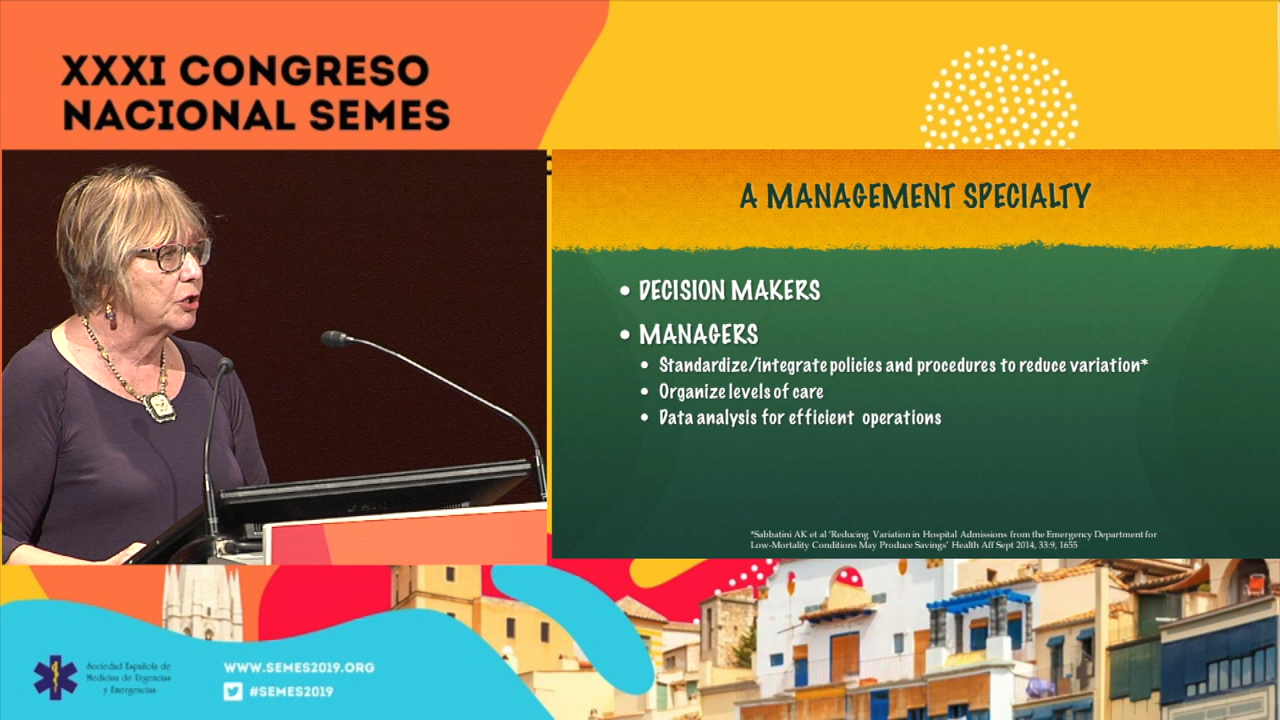 XXXI CONGRESO
NACIONAL SEMES
A MANAGEMENT SPECIALTY
• DECISION MAKERS
• MANAGERS
• Standardize/integrate policies and procedures to reduce variation*
• Organize levels of care
• Data analysis for efficient operations
*Sabbatini AK et al 'Reducing Variation in Hospital Admissions from the Emergency Department for
Low-Mortality Conditions May Produce Savings' Health Aff Sept 2014, 33:9, 1655
Sociedad Española de
Medicina de Urgencias
y Emergencias
WWW.SEMES2019.ORG
#SEMES2019